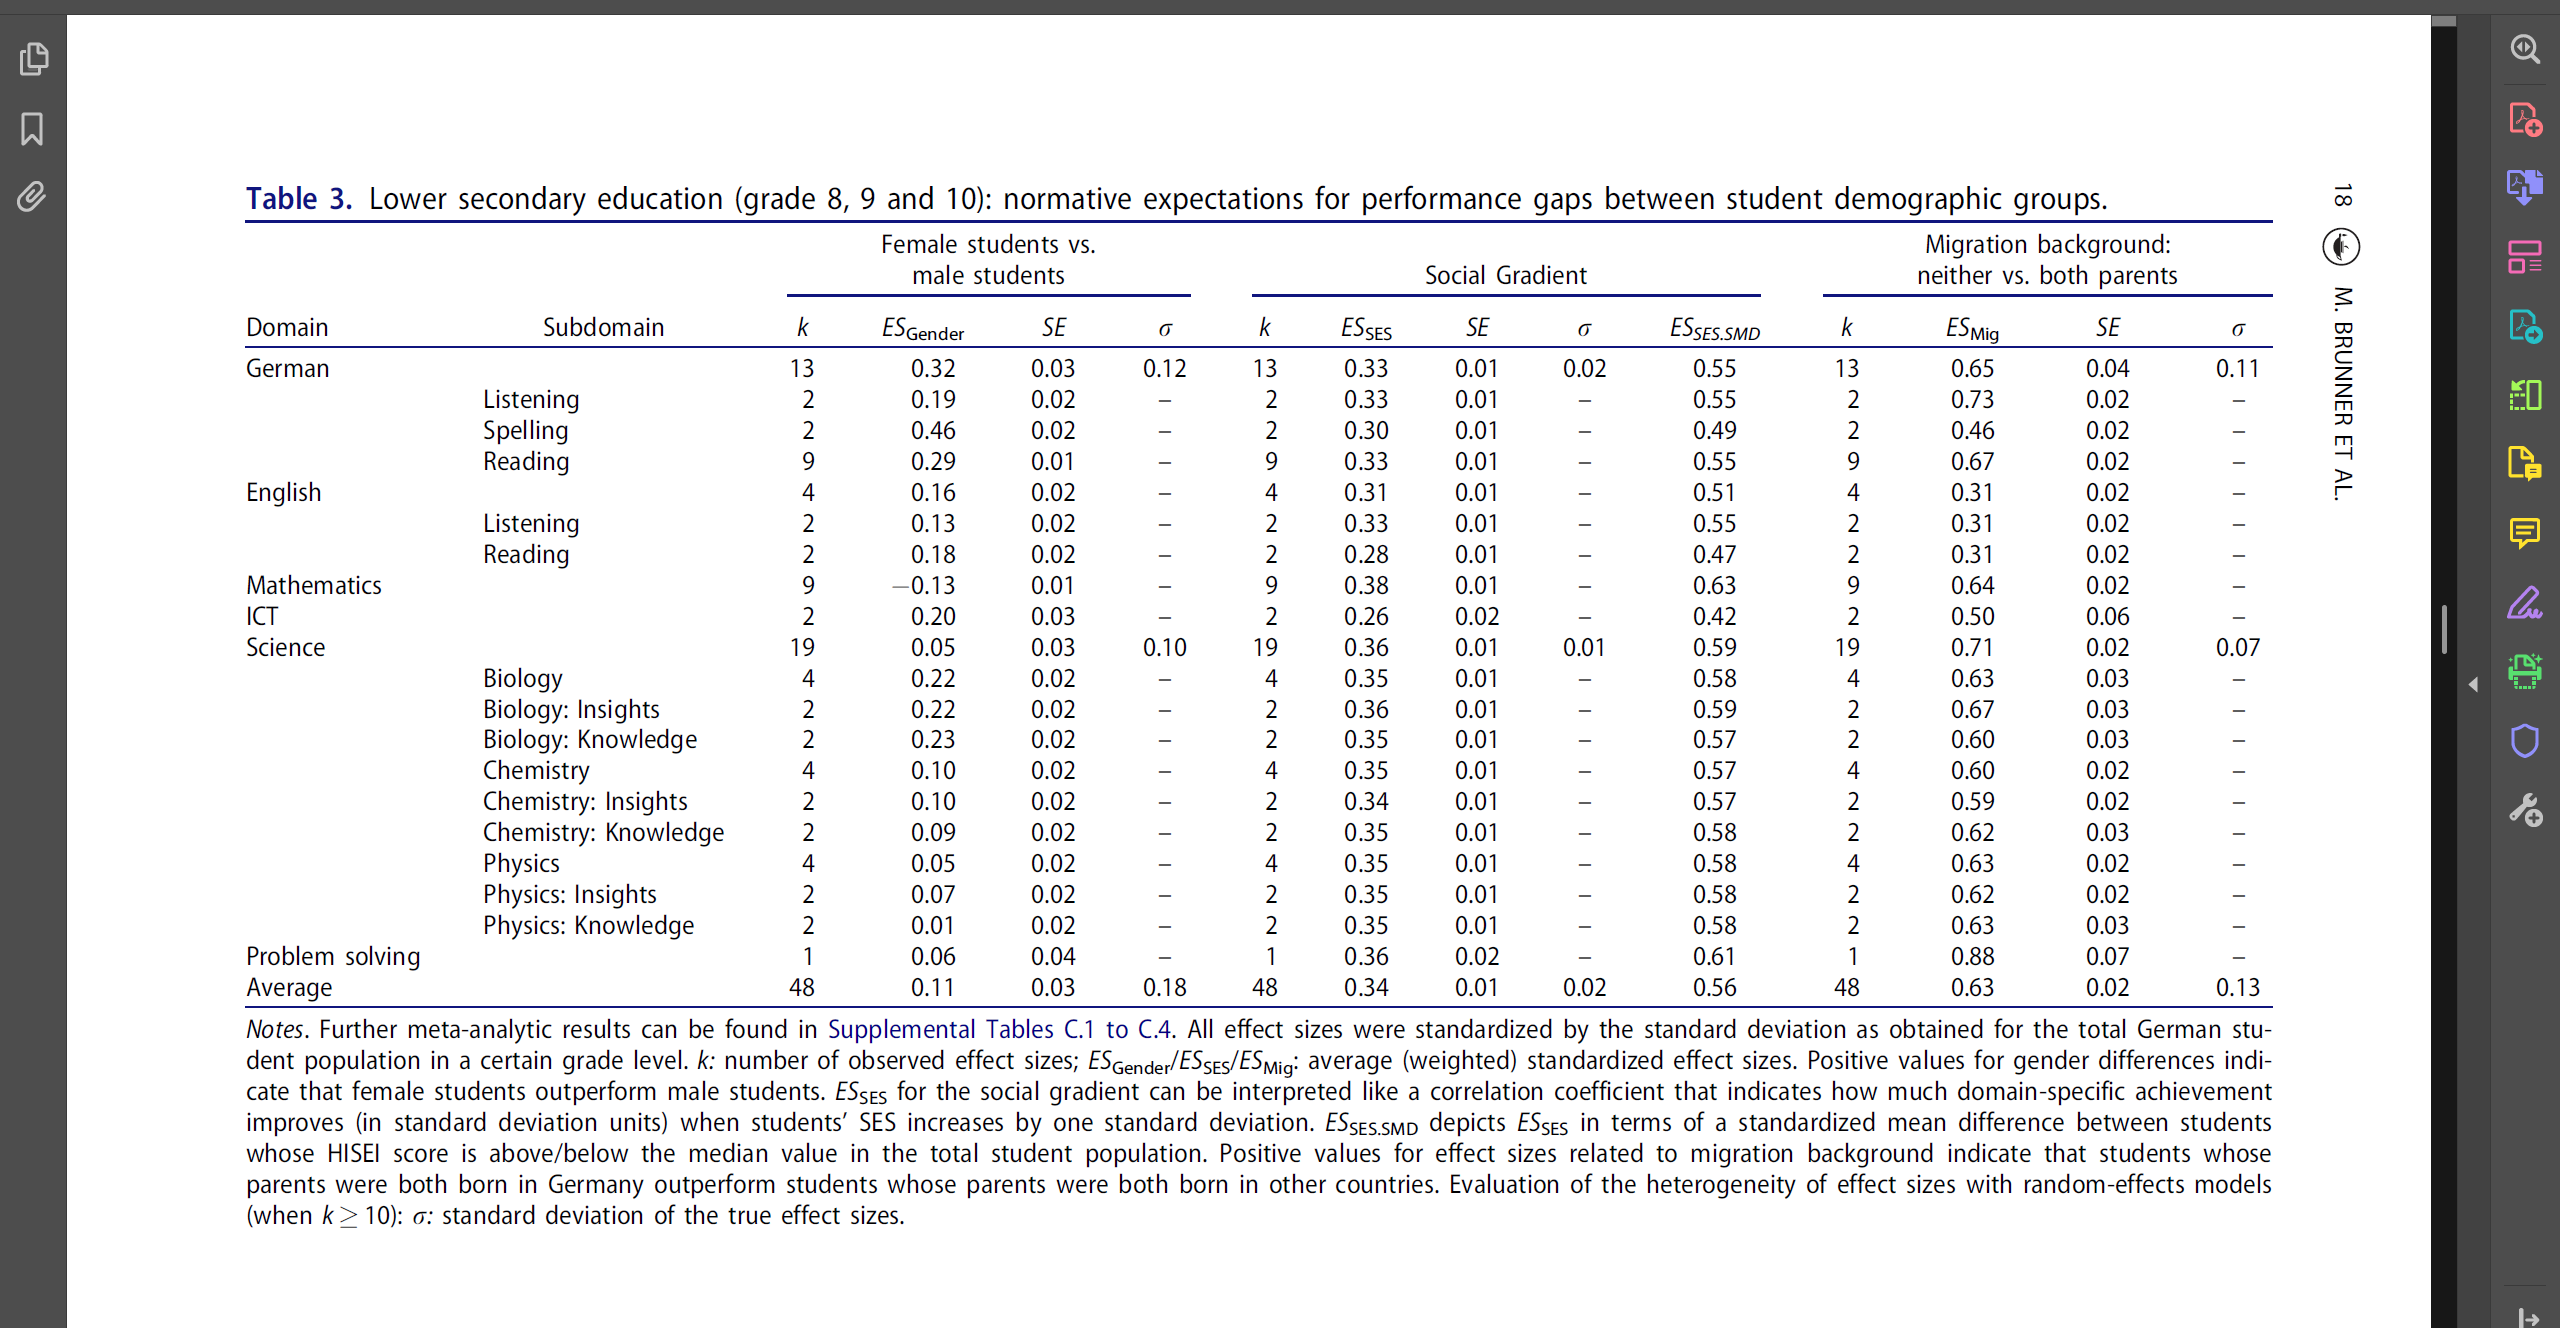 Table 3. Lower secondary education (grade 8, 9 and 10): normative expectations for performance gaps between student demographic groups.
Female students vs. male students Social Gradient Migration background: neither vs. both parents
Domain Subdomain k ESGender SE σ k ESSES SE σ ESSES.SMD k ESMig SE σ
German 13 0.32 0.03 0.12 13 0.33 0.01 0.02 0.55 13 0.65 0.04 0.11
Listening 2 0.19 0.02 – 2 0.33 0.01 – 0.55 2 0.73 0.02 –
Spelling 2 0.46 0.02 – 2 0.30 0.01 – 0.49 2 0.46 0.02 –
Reading 9 0.29 0.01 – 9 0.33 0.01 – 0.55 9 0.67 0.02 –
English 4 0.16 0.02 – 4 0.31 0.01 – 0.51 4 0.31 0.02 –
Listening 2 0.13 0.02 – 2 0.33 0.01 – 0.55 2 0.31 0.02 –
Reading 2 0.18 0.02 – 2 0.28 0.01 – 0.47 2 0.31 0.02 –
Mathematics 9 −0.13 0.01 – 9 0.38 0.01 – 0.63 9 0.64 0.02 –
ICT 2 0.20 0.03 – 2 0.26 0.02 – 0.42 2 0.50 0.06 –
Science 19 0.05 0.03 0.10 19 0.36 0.01 0.01 0.59 19 0.71 0.02 0.07
Biology 4 0.22 0.02 – 4 0.35 0.01 – 0.58 4 0.63 0.03 –
Biology: Insights 2 0.22 0.02 – 2 0.36 0.01 – 0.59 2 0.67 0.03 –
Biology: Knowledge 2 0.23 0.02 – 2 0.35 0.01 – 0.57 2 0.60 0.03 –
Chemistry 4 0.10 0.02 – 4 0.35 0.01 – 0.57 4 0.60 0.02 –
Chemistry: Insights 2 0.10 0.02 – 2 0.34 0.01 – 0.57 2 0.59 0.02 –
Chemistry: Knowledge 2 0.09 0.02 – 2 0.35 0.01 – 0.58 2 0.62 0.03 –
Physics 4 0.05 0.02 – 4 0.35 0.01 – 0.58 4 0.63 0.02 –
Physics: Insights 2 0.07 0.02 – 2 0.35 0.01 – 0.58 2 0.62 0.02 –
Physics: Knowledge 2 0.01 0.02 – 2 0.35 0.01 – 0.58 2 0.63 0.03 –
Problem solving 1 0.06 0.04 – 1 0.36 0.02 – 0.61 1 0.88 0.07 –
Average 48 0.11 0.03 0.18 48 0.34 0.01 0.02 0.56 48 0.63 0.02 0.13
Notes. Further meta-analytic results can be found in Supplemental Tables C.1 to C.4. All effect sizes were standardized by the standard deviation as obtained for the total German stu-
dent population in a certain grade level. k: number of observed effect sizes; ESGender/ESSES/ESMig: average (weighted) standardized effect sizes. Positive values for gender differences indi-
cate that female students outperform male students. ESSES for the social gradient can be interpreted like a correlation coefficient that indicates how much domain-specific achievement
improves (in standard deviation units) when students’ SES increases by one standard deviation. ESSES.SMD depicts ESSES in terms of a standardized mean difference between students
whose HISEI score is above/below the median value in the total student population. Positive values for effect sizes related to migration background indicate that students whose
parents were both born in Germany outperform students whose parents were both born in other countries. Evaluation of the heterogeneity of effect sizes with random-effects models
(when k ≥ 10): σ: standard deviation of the true effect sizes.
18 M. BRUNNER ET AL.